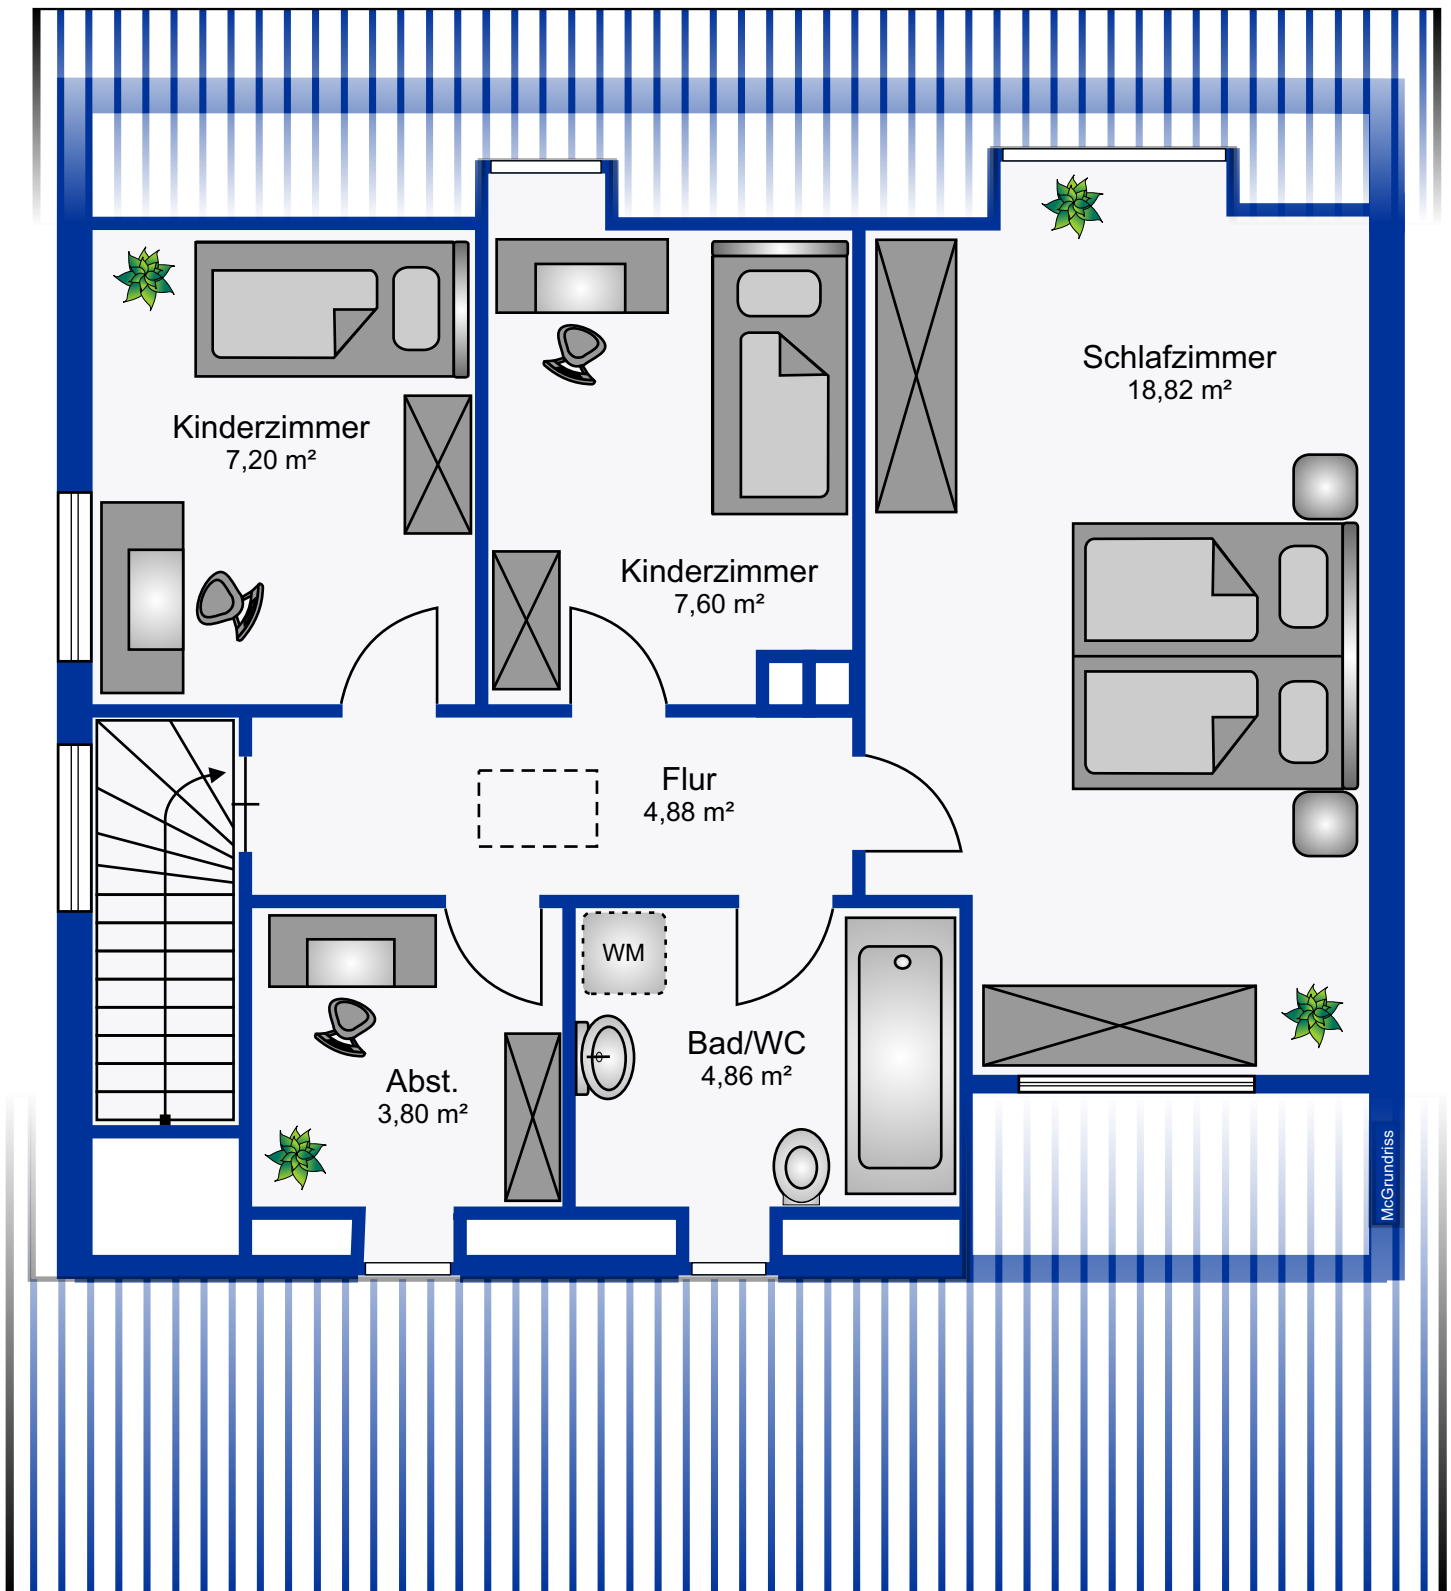 Schlafzimmer
18,82 m²
Kinderzimmer
7,20 m²
Kinderzimmer
7,60 m²
Flur
4,88 m²
WM
Bad/WC
4,86 m²
Abst.
3,80 m²
McGrundriss